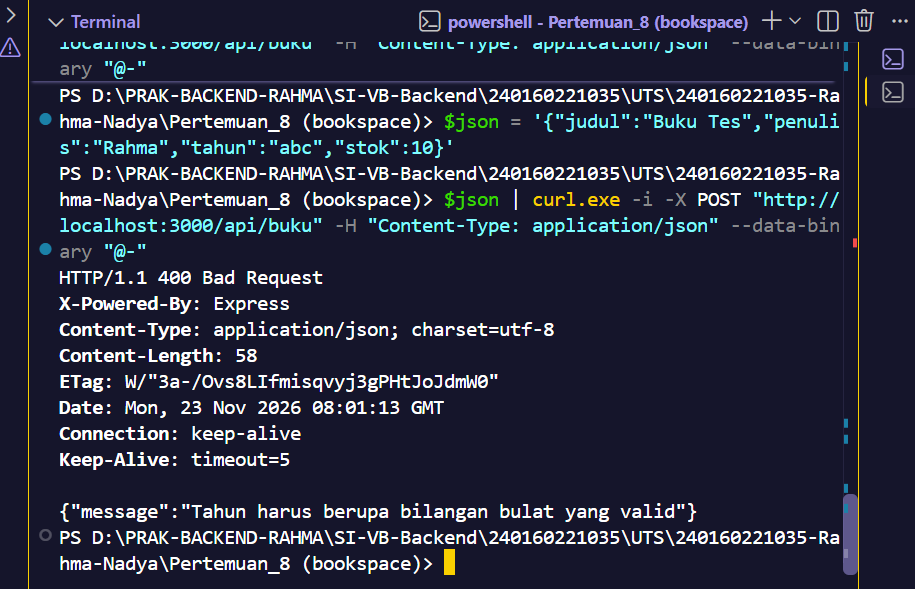 Terminal
powershell - Pertemuan_8 (bookspace)
localhost:3000/api/buku" -H "Content-Type: application/json" --data-bin
ary "@-"
PS D:\PRAK-BACKEND-RAHMA\SI-VB-Backend\240160221035\UTS\240160221035-Ra
hma-Nadya\Pertemuan_8 (bookspace)> $json = '{"judul":"Buku Tes","penuli
s":"Rahma","tahun":"abc","stok":10}'
PS D:\PRAK-BACKEND-RAHMA\SI-VB-Backend\240160221035\UTS\240160221035-Ra
hma-Nadya\Pertemuan_8 (bookspace)> $json | curl.exe -i -X POST "http://
localhost:3000/api/buku" -H "Content-Type: application/json" --data-bin
ary "@-"
HTTP/1.1 400 Bad Request
X-Powered-By: Express
Content-Type: application/json; charset=utf-8
Content-Length: 58
ETag: W/"3a-/Ovs8LIfmisqvyj3gPHtJoJdmW0"
Date: Mon, 23 Nov 2026 08:01:13 GMT
Connection: keep-alive
Keep-Alive: timeout=5
{"message":"Tahun harus berupa bilangan bulat yang valid"}
PS D:\PRAK-BACKEND-RAHMA\SI-VB-Backend\240160221035\UTS\240160221035-Ra
hma-Nadya\Pertemuan_8 (bookspace)>